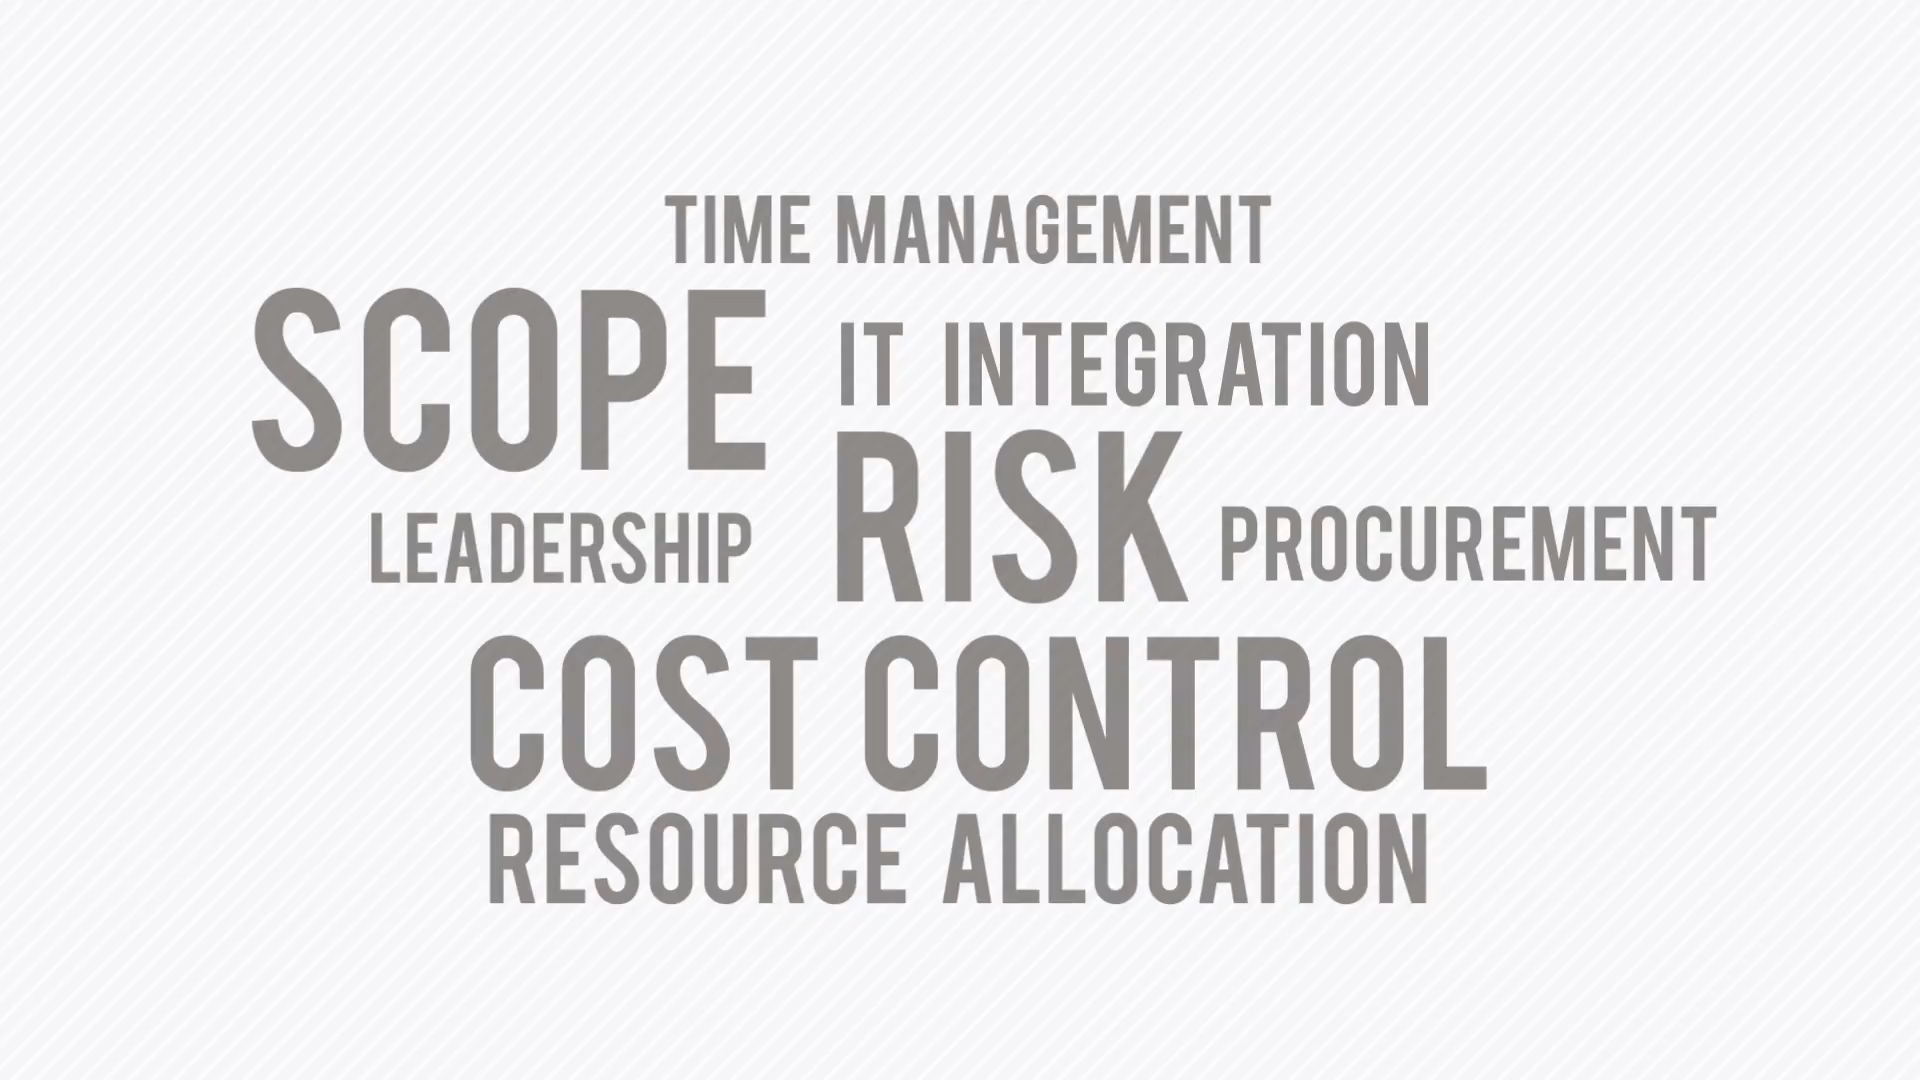 TIME MANAGEMENT
SCOPE
IT INTEGRATION
LEADERSHIP
RISK
PROCUREMENT
COST CONTROL
RESOURCE ALLOCATION